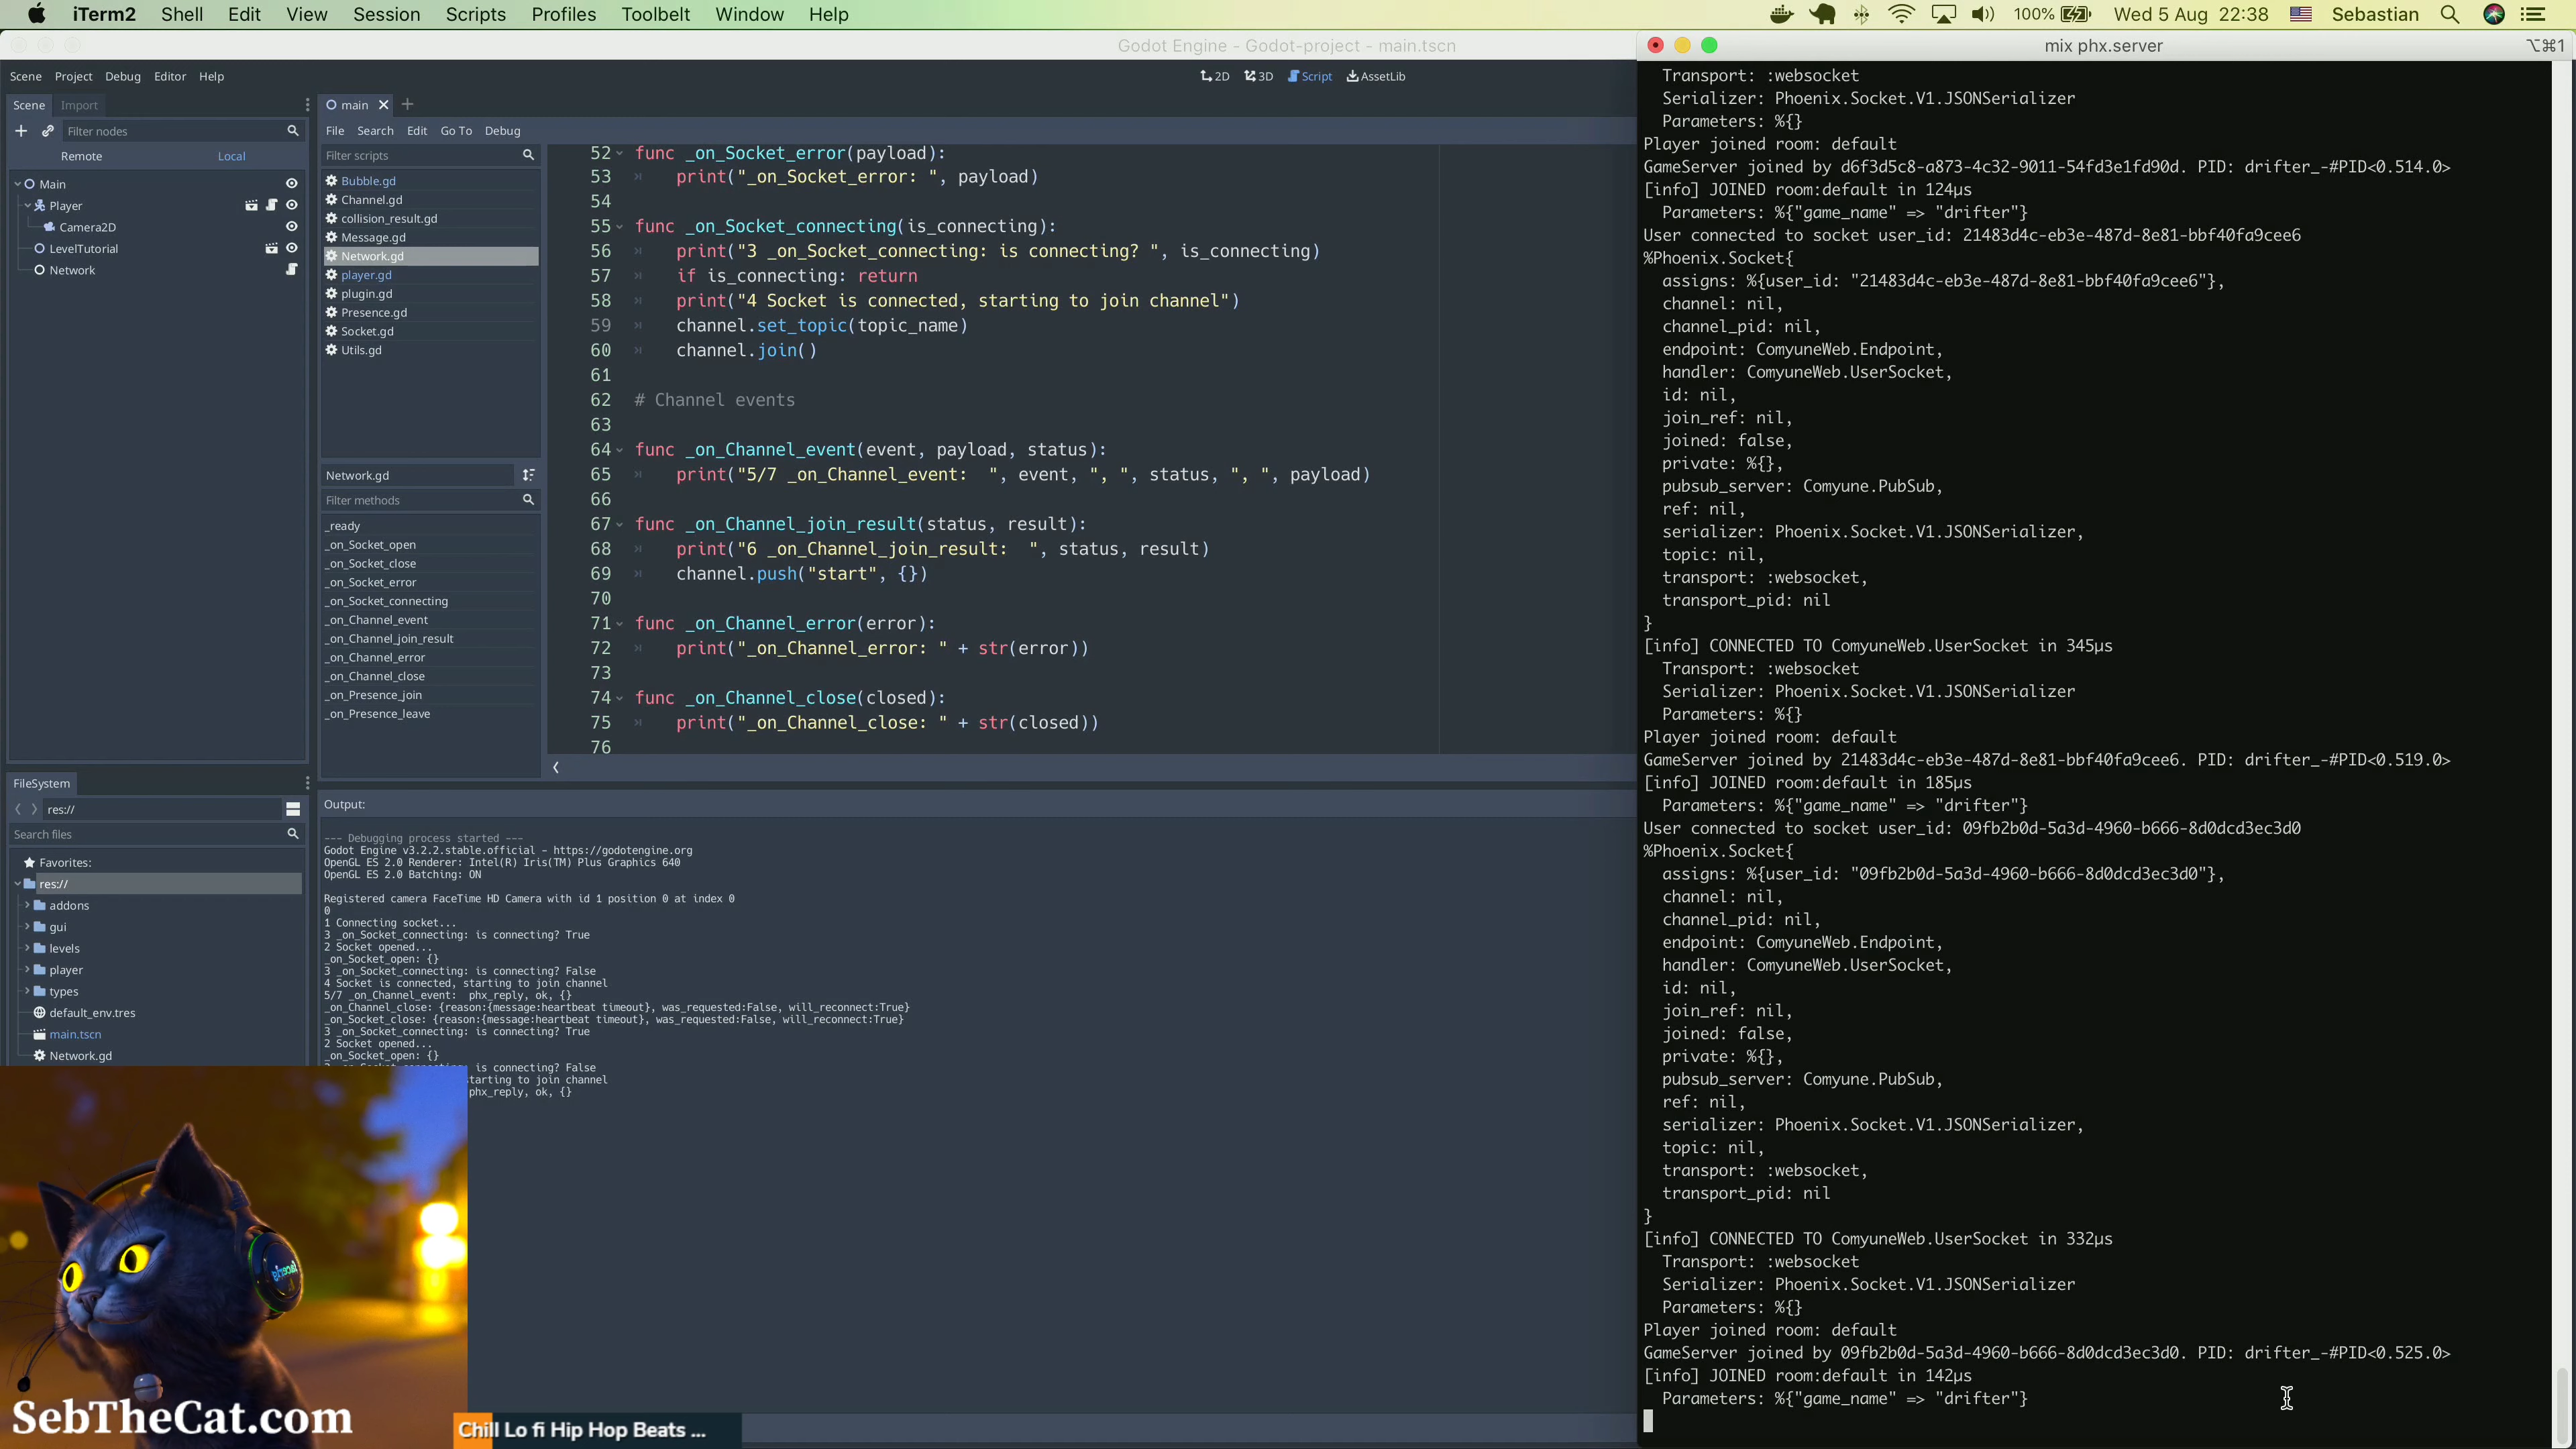 iTerm2 Shell Edit View Session Scripts Profiles Toolbelt Window Help
100% Wed 5 Aug 22:38 Sebastian
Godot Engine - Godot-project - main.tscn
Scene Project Debug Editor Help
2D 3D Script AssetLib
Scene Import
Filter nodes
Remote Local
Main
Player
Camera2D
LevelTutorial
Network
main
File Search Edit Go To Debug
Filter scripts
Bubble.gd
Channel.gd
collision_result.gd
Message.gd
Network.gd
player.gd
plugin.gd
Presence.gd
Socket.gd
Utils.gd
Network.gd
Filter methods
_ready
_on_Socket_open
_on_Socket_close
_on_Socket_error
_on_Socket_connecting
_on_Channel_event
_on_Channel_join_result
_on_Channel_error
_on_Channel_close
_on_Presence_join
_on_Presence_leave
52 func _on_Socket_error(payload):
53 print("_on_Socket_error: ", payload)
54
55 func _on_Socket_connecting(is_connecting):
56 print("3 _on_Socket_connecting: is connecting? ", is_connecting)
57 if is_connecting: return
58 print("4 Socket is connected, starting to join channel")
59 channel.set_topic(topic_name)
60 channel.join()
61
62 # Channel events
63
64 func _on_Channel_event(event, payload, status):
65 print("5/7 _on_Channel_event:  ", event, ", ", status, ", ", payload)
66
67 func _on_Channel_join_result(status, result):
68 print("6 _on_Channel_join_result:  ", status, result)
69 channel.push("start", {})
70
71 func _on_Channel_error(error):
72 print("_on_Channel_error: " + str(error))
73
74 func _on_Channel_close(closed):
75 print("_on_Channel_close: " + str(closed))
76
FileSystem
res://
Search files
Favorites:
res://
addons
gui
levels
player
types
default_env.tres
main.tscn
Network.gd
Output:
--- Debugging process started ---
Godot Engine v3.2.2.stable.official - https://godotengine.org
OpenGL ES 2.0 Renderer: Intel(R) Iris(TM) Plus Graphics 640
OpenGL ES 2.0 Batching: ON
Registered camera FaceTime HD Camera with id 1 position 0 at index 0
0
1 Connecting socket...
3 _on_Socket_connecting: is connecting? True
2 Socket opened...
_on_Socket_open: {}
3 _on_Socket_connecting: is connecting? False
4 Socket is connected, starting to join channel
5/7 _on_Channel_event:  phx_reply, ok, {}
_on_Channel_close: {reason:{message:heartbeat timeout}, was_requested:False, will_reconnect:True}
_on_Socket_close: {reason:{message:heartbeat timeout}, was_requested:False, will_reconnect:True}
3 _on_Socket_connecting: is connecting? True
2 Socket opened...
_on_Socket_open: {}
is connecting? False
starting to join channel
phx_reply, ok, {}
SebTheCat.com
Chill Lo fi Hip Hop Beats ...
mix phx.server
⌥⌘1
Transport: :websocket
Serializer: Phoenix.Socket.V1.JSONSerializer
Parameters: %{}
Player joined room: default
GameServer joined by d6f3d5c8-a873-4c32-9011-54fd3e1fd90d. PID: drifter_-#PID<0.514.0>
[info] JOINED room:default in 124µs
Parameters: %{"game_name" => "drifter"}
User connected to socket user_id: 21483d4c-eb3e-487d-8e81-bbf40fa9cee6
%Phoenix.Socket{
assigns: %{user_id: "21483d4c-eb3e-487d-8e81-bbf40fa9cee6"},
channel: nil,
channel_pid: nil,
endpoint: ComyuneWeb.Endpoint,
handler: ComyuneWeb.UserSocket,
id: nil,
join_ref: nil,
joined: false,
private: %{},
pubsub_server: Comyune.PubSub,
ref: nil,
serializer: Phoenix.Socket.V1.JSONSerializer,
topic: nil,
transport: :websocket,
transport_pid: nil
}
[info] CONNECTED TO ComyuneWeb.UserSocket in 345µs
Transport: :websocket
Serializer: Phoenix.Socket.V1.JSONSerializer
Parameters: %{}
Player joined room: default
GameServer joined by 21483d4c-eb3e-487d-8e81-bbf40fa9cee6. PID: drifter_-#PID<0.519.0>
[info] JOINED room:default in 185µs
Parameters: %{"game_name" => "drifter"}
User connected to socket user_id: 09fb2b0d-5a3d-4960-b666-8d0dcd3ec3d0
%Phoenix.Socket{
assigns: %{user_id: "09fb2b0d-5a3d-4960-b666-8d0dcd3ec3d0"},
channel: nil,
channel_pid: nil,
endpoint: ComyuneWeb.Endpoint,
handler: ComyuneWeb.UserSocket,
id: nil,
join_ref: nil,
joined: false,
private: %{},
pubsub_server: Comyune.PubSub,
ref: nil,
serializer: Phoenix.Socket.V1.JSONSerializer,
topic: nil,
transport: :websocket,
transport_pid: nil
}
[info] CONNECTED TO ComyuneWeb.UserSocket in 332µs
Transport: :websocket
Serializer: Phoenix.Socket.V1.JSONSerializer
Parameters: %{}
Player joined room: default
GameServer joined by 09fb2b0d-5a3d-4960-b666-8d0dcd3ec3d0. PID: drifter_-#PID<0.525.0>
[info] JOINED room:default in 142µs
Parameters: %{"game_name" => "drifter"}